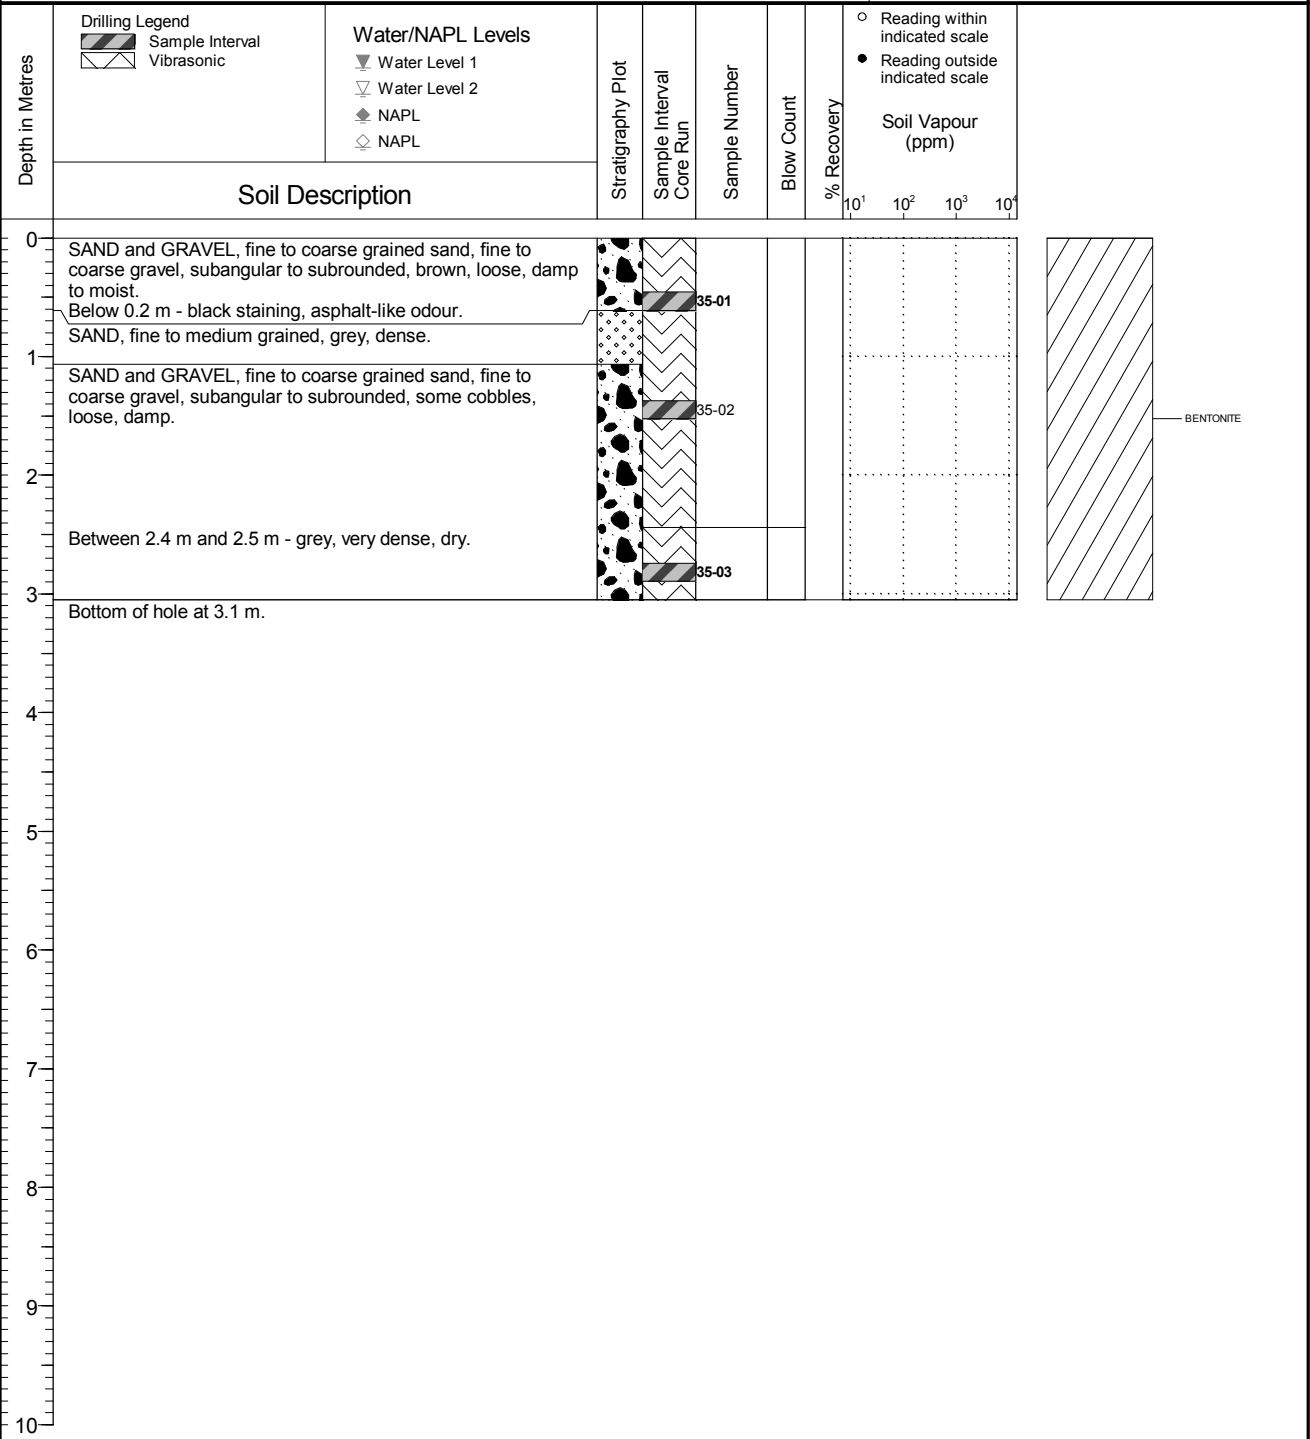 Depth in Metres
Drilling Legend
Sample Interval
Vibrasonic
Water/NAPL Levels
Water Level 1
Water Level 2
NAPL
NAPL
Soil Description
Stratigraphy Plot
Sample Interval
Core Run
Sample Number
Blow Count
% Recovery
Reading within
indicated scale
Reading outside
indicated scale
Soil Vapour
(ppm)
10¹ 10² 10³ 10⁴
0
SAND and GRAVEL, fine to coarse grained sand, fine to
coarse gravel, subangular to subrounded, brown, loose, damp
to moist.
Below 0.2 m - black staining, asphalt-like odour.
35-01
SAND, fine to medium grained, grey, dense.
1
SAND and GRAVEL, fine to coarse grained sand, fine to
coarse gravel, subangular to subrounded, some cobbles,
loose, damp.
35-02
BENTONITE
2
Between 2.4 m and 2.5 m - grey, very dense, dry.
35-03
3
Bottom of hole at 3.1 m.
4
5
6
7
8
9
10